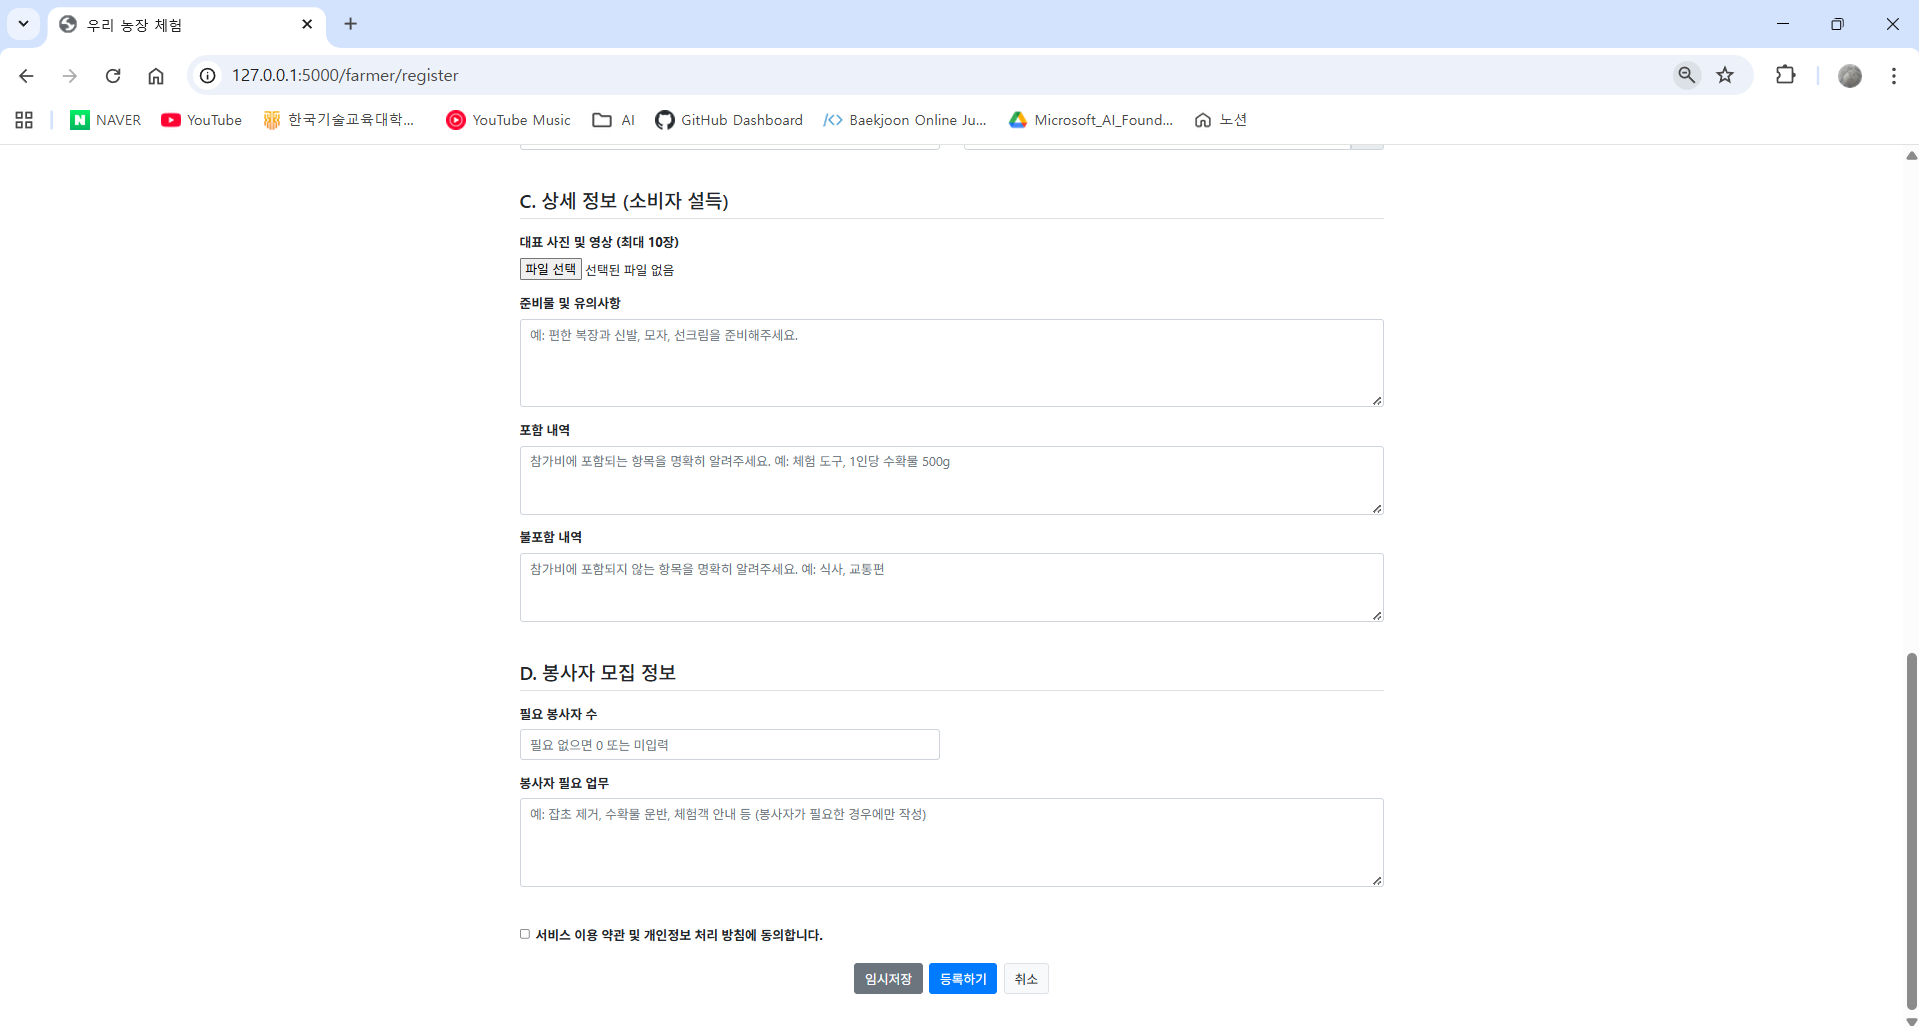 우리 농장 체험
127.0.0.1:5000/farmer/register
NAVER
YouTube
한국기술교육대학...
YouTube Music
AI
GitHub Dashboard
Baekjoon Online Ju...
Microsoft_AI_Found...
노션
C. 상세 정보 (소비자 설득)
대표 사진 및 영상 (최대 10장)
파일 선택 선택된 파일 없음
준비물 및 유의사항
예: 편한 복장과 신발, 모자, 선크림을 준비해주세요.
포함 내역
참가비에 포함되는 항목을 명확히 알려주세요. 예: 체험 도구, 1인당 수확물 500g
불포함 내역
참가비에 포함되지 않는 항목을 명확히 알려주세요. 예: 식사, 교통편
D. 봉사자 모집 정보
필요 봉사자 수
필요 없으면 0 또는 미입력
봉사자 필요 업무
예: 잡초 제거, 수확물 운반, 체험객 안내 등 (봉사자가 필요한 경우에만 작성)
서비스 이용 약관 및 개인정보 처리 방침에 동의합니다.
임시저장
등록하기
취소